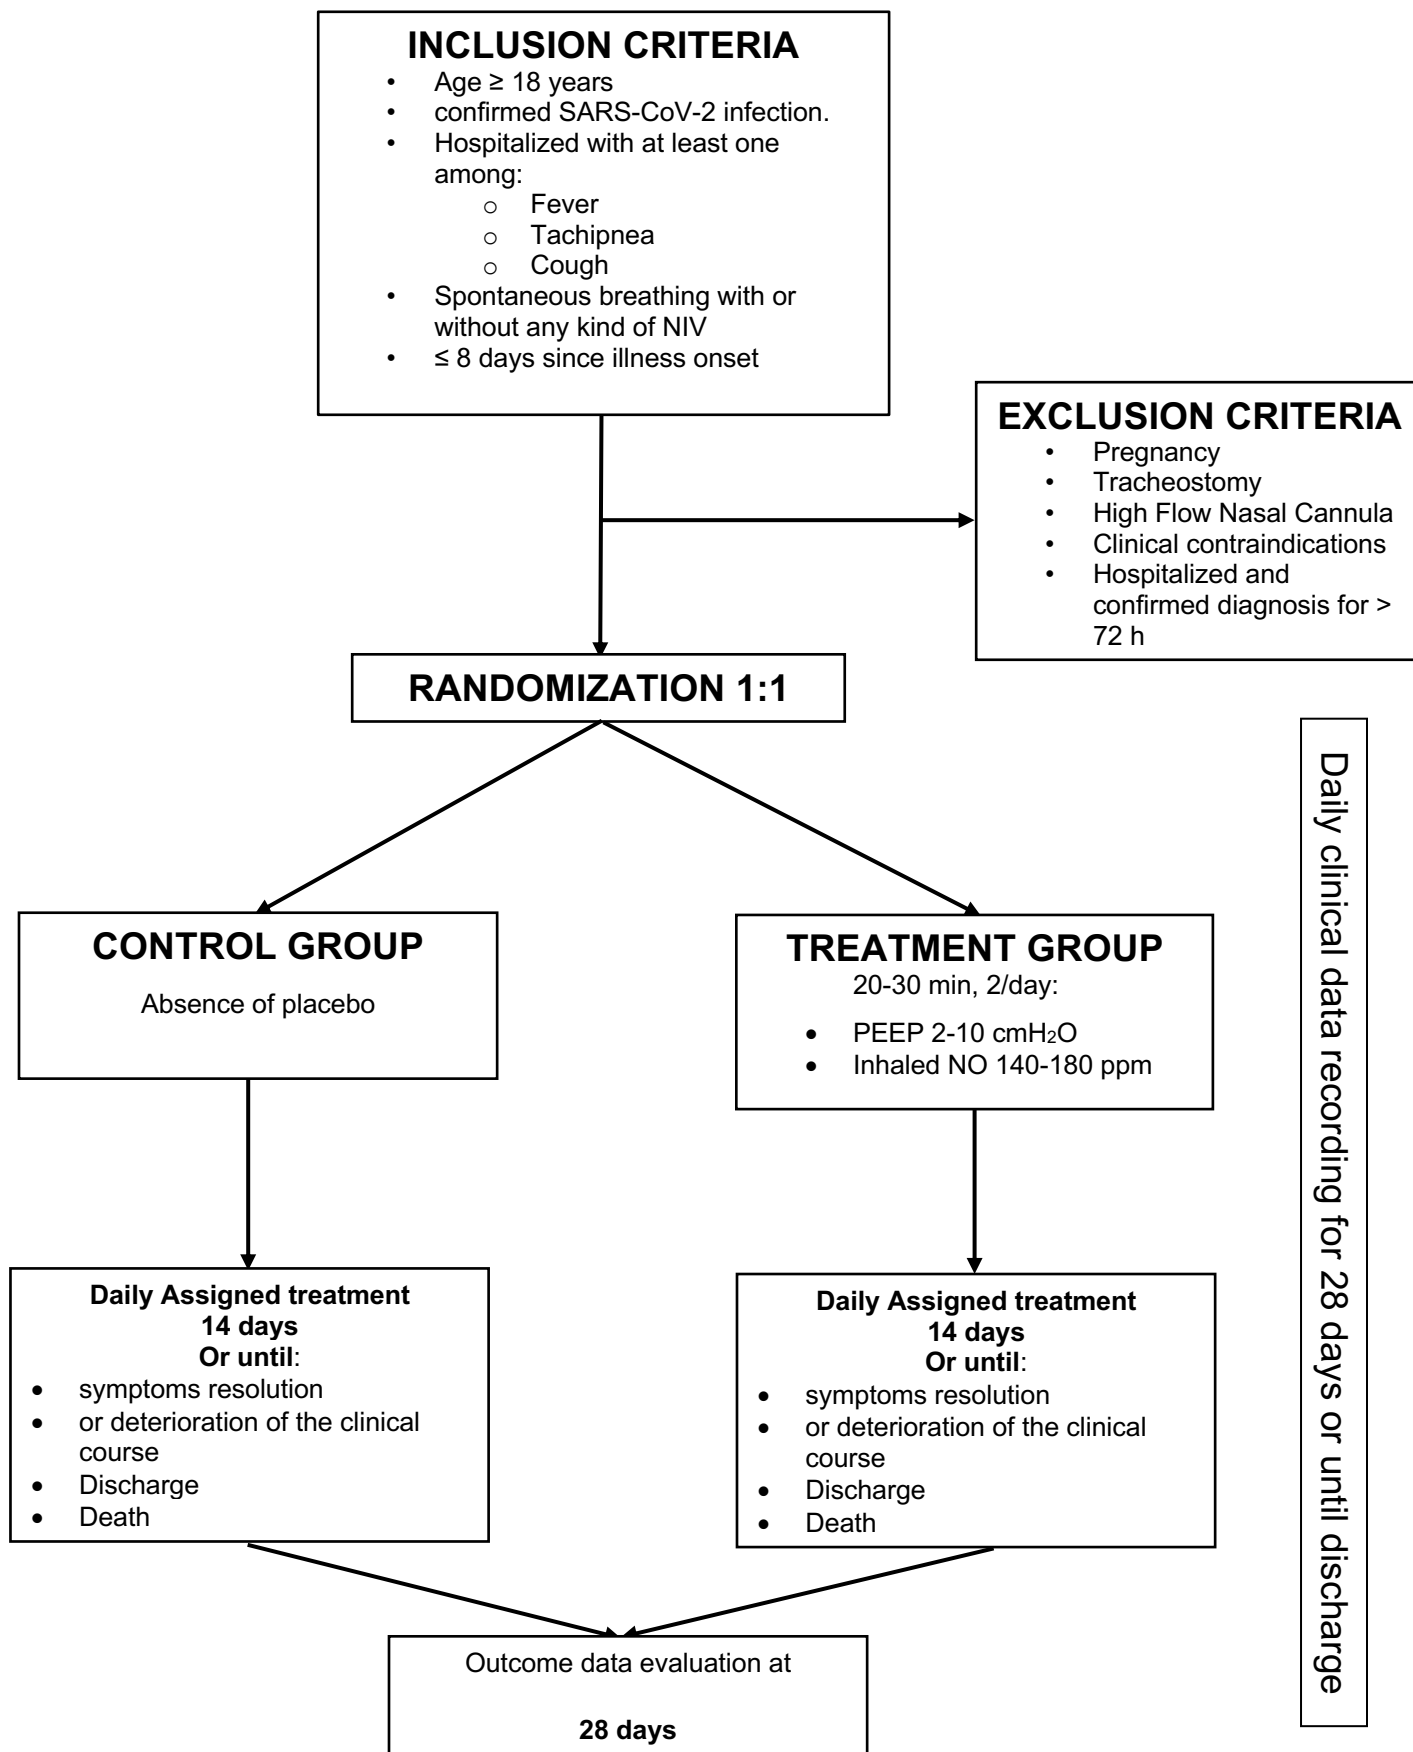 INCLUSION CRITERIA
• Age ≥ 18 years
• confirmed SARS-CoV-2 infection.
• Hospitalized with at least one
among:
o Fever
o Tachipnea
o Cough
• Spontaneous breathing with or
without any kind of NIV
• ≤ 8 days since illness onset
EXCLUSION CRITERIA
• Pregnancy
• Tracheostomy
• High Flow Nasal Cannula
• Clinical contraindications
• Hospitalized and
confirmed diagnosis for >
72 h
RANDOMIZATION 1:1
CONTROL GROUP
Absence of placebo
TREATMENT GROUP
20-30 min, 2/day:
• PEEP 2-10 cmH₂O
• Inhaled NO 140-180 ppm
Daily Assigned treatment
14 days
Or until:
• symptoms resolution
• or deterioration of the clinical
course
• Discharge
• Death
Daily Assigned treatment
14 days
Or until:
• symptoms resolution
• or deterioration of the clinical
course
• Discharge
• Death
Outcome data evaluation at
28 days
Daily clinical data recording for 28 days or until discharge